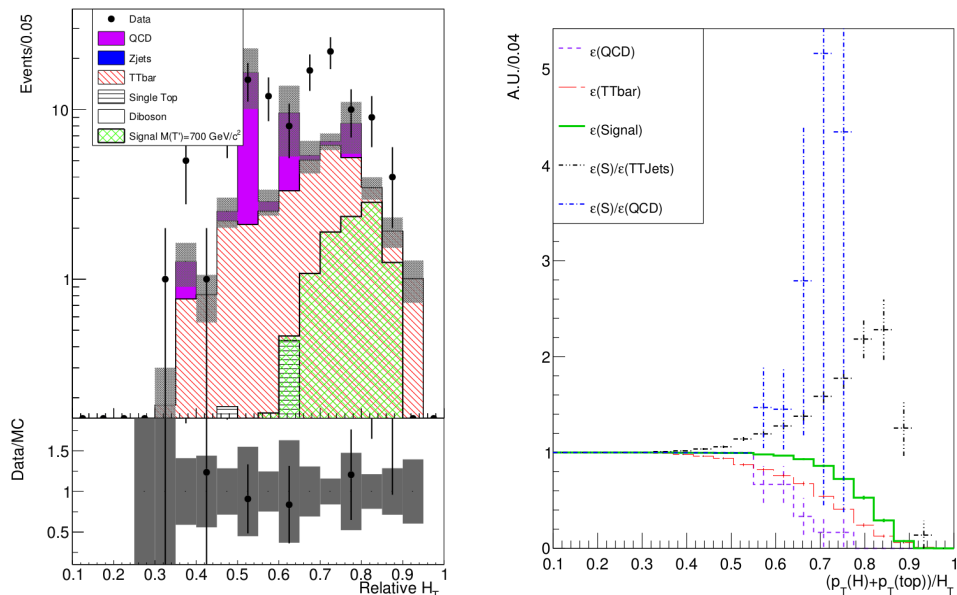 Events/0.05
10
1
Data
QCD
Zjets
TTbar
Single Top
Diboson
Signal M(T')=700 GeV/c²
Data/MC
1.5
1
0.5
0.1 0.2 0.3 0.4 0.5 0.6 0.7 0.8 0.9 1
Relative H_T
A.U./0.04
5
4
3
2
1
0
ε(QCD)
ε(TTbar)
ε(Signal)
ε(S)/ε(TTJets)
ε(S)/ε(QCD)
0.1 0.2 0.3 0.4 0.5 0.6 0.7 0.8 0.9 1
(p_T(H)+p_T(top))/H_T